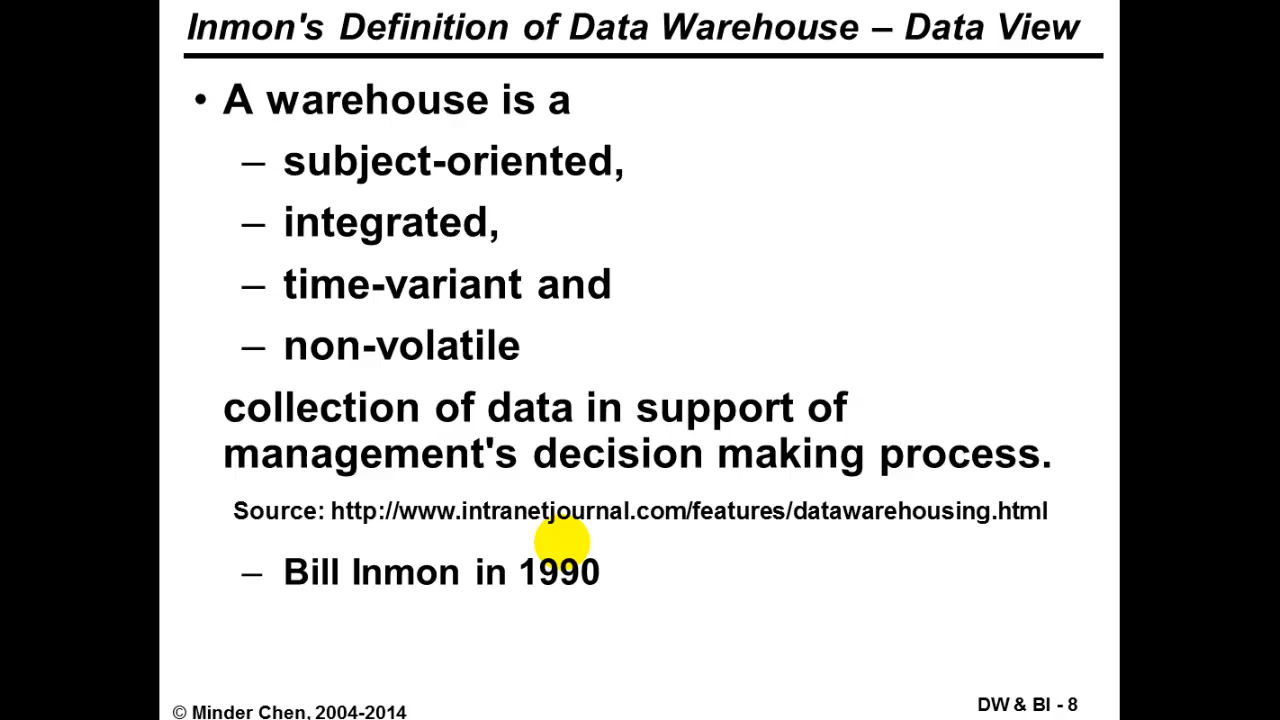 Inmon's Definition of Data Warehouse – Data View
• A warehouse is a
– subject-oriented,
– integrated,
– time-variant and
– non-volatile
collection of data in support of
management's decision making process.
Source: http://www.intranetjournal.com/features/datawarehousing.html
– Bill Inmon in 1990
© Minder Chen, 2004-2014
DW & BI - 8